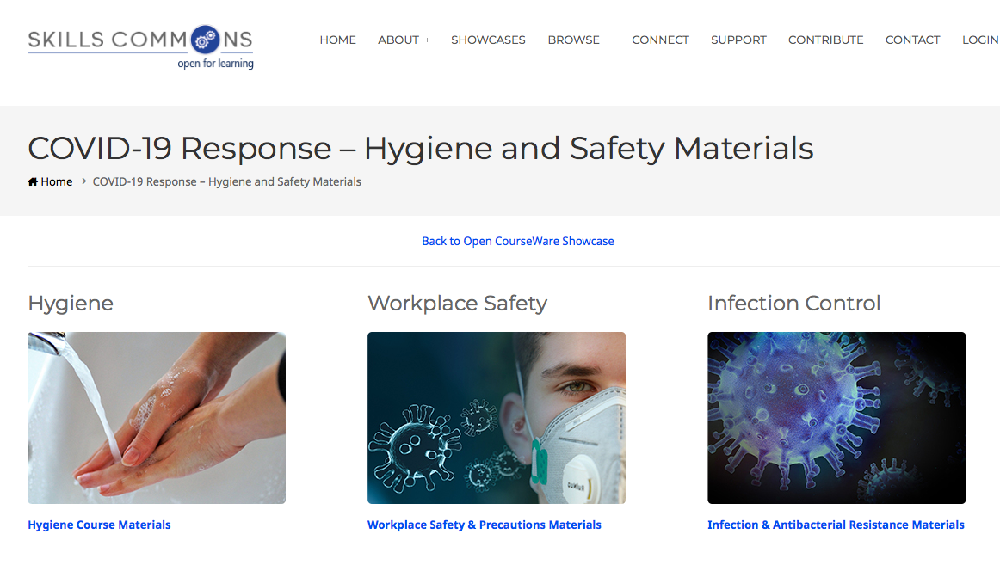 SKILLS COMMONS
open for learning
HOME ABOUT + SHOWCASES BROWSE + CONNECT SUPPORT CONTRIBUTE CONTACT LOGIN
COVID-19 Response – Hygiene and Safety Materials
Home > COVID-19 Response – Hygiene and Safety Materials
Back to Open CourseWare Showcase
Hygiene
Workplace Safety
Infection Control
Hygiene Course Materials
Workplace Safety & Precautions Materials
Infection & Antibacterial Resistance Materials